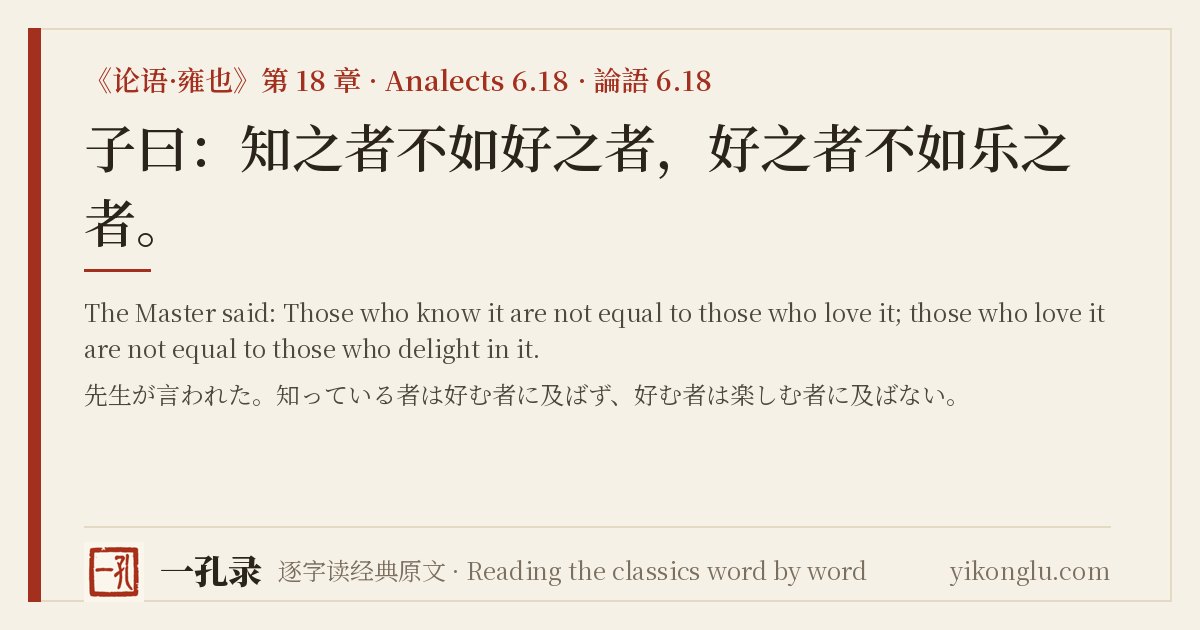 《论语·雍也》第 18 章 · Analects 6.18 · 論語 6.18
子曰：知之者不如好之者，好之者不如乐之
者。
The Master said: Those who know it are not equal to those who love it; those who love it
are not equal to those who delight in it.
先生が言われた。知っている者は好む者に及ばず、好む者は楽しむ者に及ばない。
一孔
一孔录 逐字读经典原文 · Reading the classics word by word yikonglu.com